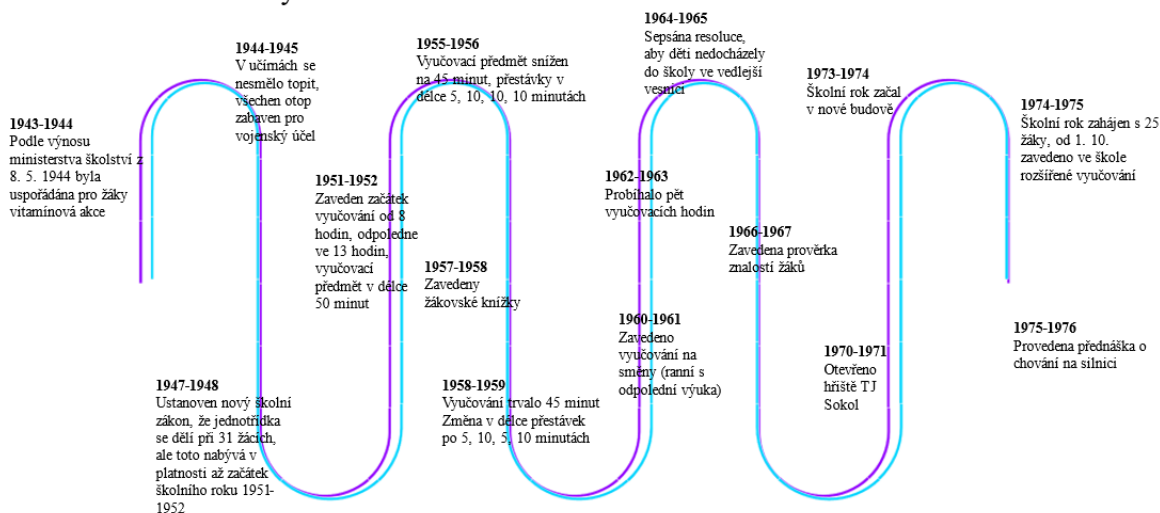 1943-1944
Podle výnosu
ministerstva školství z
8. 5. 1944 byla
uspořádána pro žáky
vitamínová akce
1944-1945
V učírnách se
nesmělo topit,
všechen otop
zabaven pro
vojenský účel
1947-1948
Ustanoven nový školní
zákon, že jednotřídka
se dělí při 31 žácích,
ale toto nabývá v
platnosti až začátek
školního roku 1951-
1952
1951-1952
Zaveden začátek
vyučování od 8
hodin, odpoledne
ve 13 hodin,
vyučovací
předmět v délce
50 minut
1955-1956
Vyučovací předmět snížen
na 45 minut, přestávky v
délce 5, 10, 10, 10 minutách
1957-1958
Zavedeny
žákovské knížky
1958-1959
Vyučování trvalo 45 minut
Změna v délce přestávek
po 5, 10, 5, 10 minutách
1960-1961
Zavedeno
vyučování na
směny (ranní s
odpolední výuka)
1962-1963
Probíhalo pět
vyučovacích hodin
1964-1965
Sepsána resoluce,
aby děti nedocházely
do školy ve vedlejší
vesnici
1966-1967
Zavedena prověrka
znalostí žáků
1970-1971
Otevřeno
hřiště TJ
Sokol
1973-1974
Školní rok začal
v nové budově
1974-1975
Školní rok zahájen s 25
žáky, od 1. 10.
zavedeno ve škole
rozšířené vyučování
1975-1976
Provedena přednáška o
chování na silnici